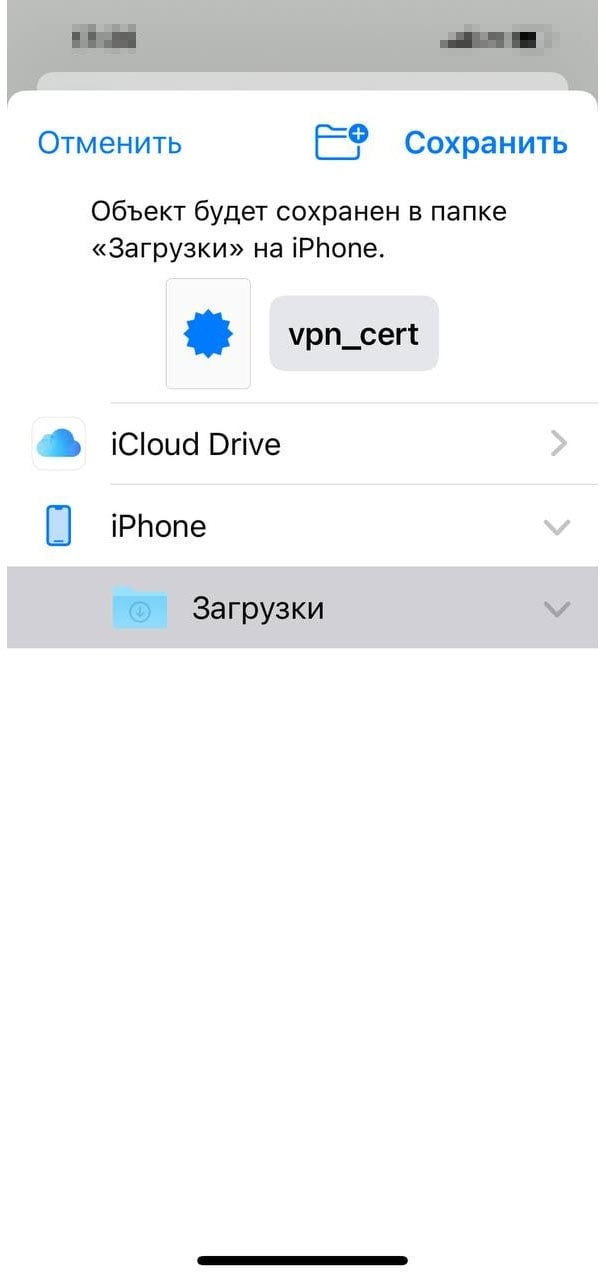 Отменить
Сохранить
Объект будет сохранен в папке
«Загрузки» на iPhone.
vpn_cert
iCloud Drive
iPhone
Загрузки